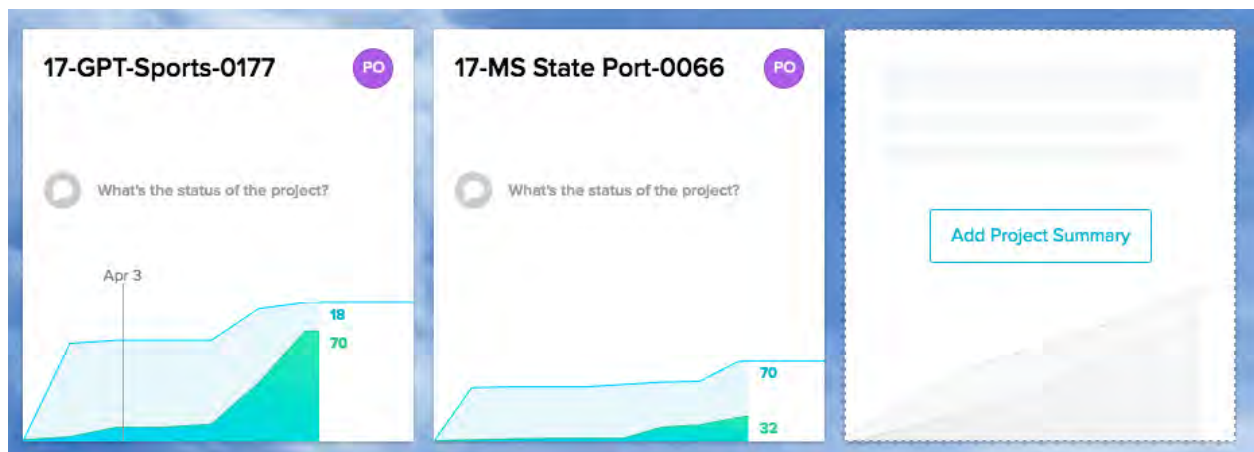 17-GPT-Sports-0177
PO
What's the status of the project?
Apr 3
18
70
17-MS State Port-0066
PO
What's the status of the project?
70
32
Add Project Summary